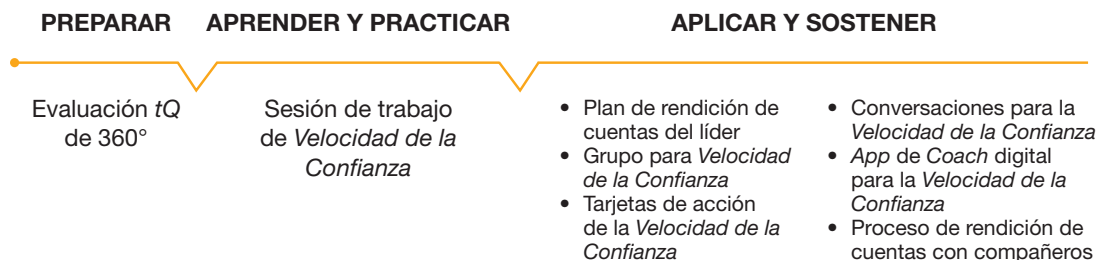 PREPARAR
APRENDER Y PRACTICAR
APLICAR Y SOSTENER
Evaluación tQ
de 360°
Sesión de trabajo
de Velocidad de la
Confianza
• Plan de rendición de
cuentas del líder
• Grupo para Velocidad
de la Confianza
• Tarjetas de acción
de la Velocidad de la
Confianza
• Conversaciones para la
Velocidad de la Confianza
• App de Coach digital
para la Velocidad de la
Confianza
• Proceso de rendición de
cuentas con compañeros